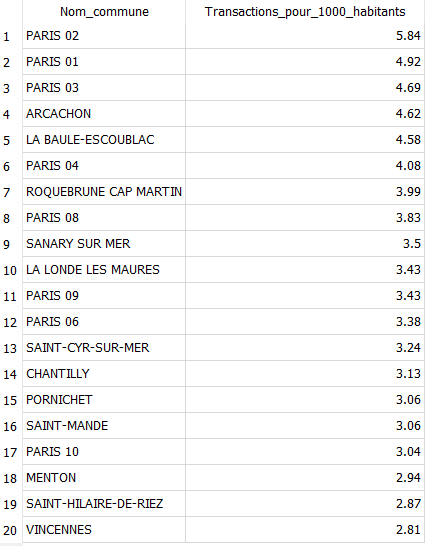 Nom_commune Transactions_pour_1000_habitants
1 PARIS 02 5.84
2 PARIS 01 4.92
3 PARIS 03 4.69
4 ARCACHON 4.62
5 LA BAULE-ESCOUBLAC 4.58
6 PARIS 04 4.08
7 ROQUEBRUNE CAP MARTIN 3.99
8 PARIS 08 3.83
9 SANARY SUR MER 3.5
10 LA LONDE LES MAURES 3.43
11 PARIS 09 3.43
12 PARIS 06 3.38
13 SAINT-CYR-SUR-MER 3.24
14 CHANTILLY 3.13
15 PORNICHET 3.06
16 SAINT-MANDE 3.06
17 PARIS 10 3.04
18 MENTON 2.94
19 SAINT-HILAIRE-DE-RIEZ 2.87
20 VINCENNES 2.81